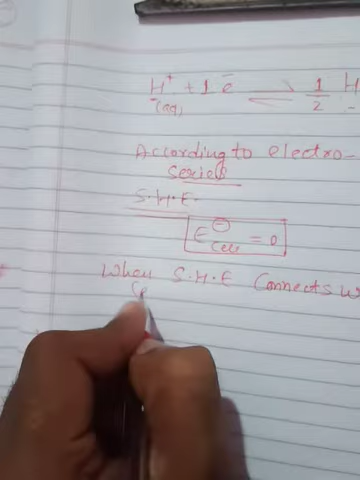 H⁺ + 1 e⁻ ⇌ 1/2 H
(aq)
According to electro-
series
S.H.E.
E⊖ cell = 0
When S.H.E Connects w